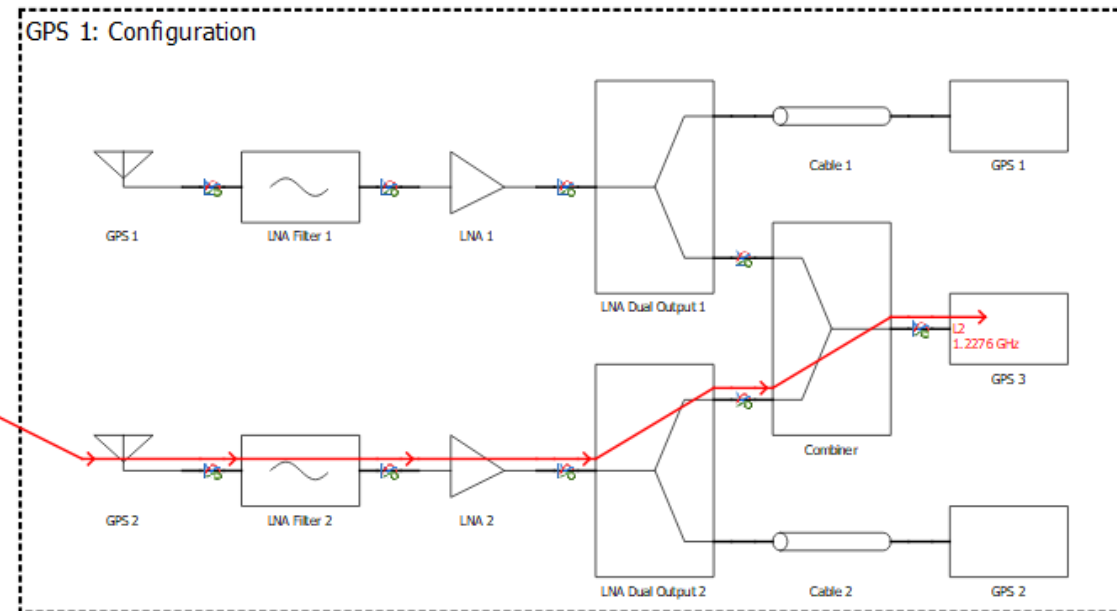 GPS 1: Configuration
Cable 1
GPS 1
GPS 1
LNA Filter 1
LNA 1
LNA Dual Output 1
L2
1.2276 GHz
GPS 3
Combiner
GPS 2
LNA Filter 2
LNA 2
LNA Dual Output 2
Cable 2
GPS 2